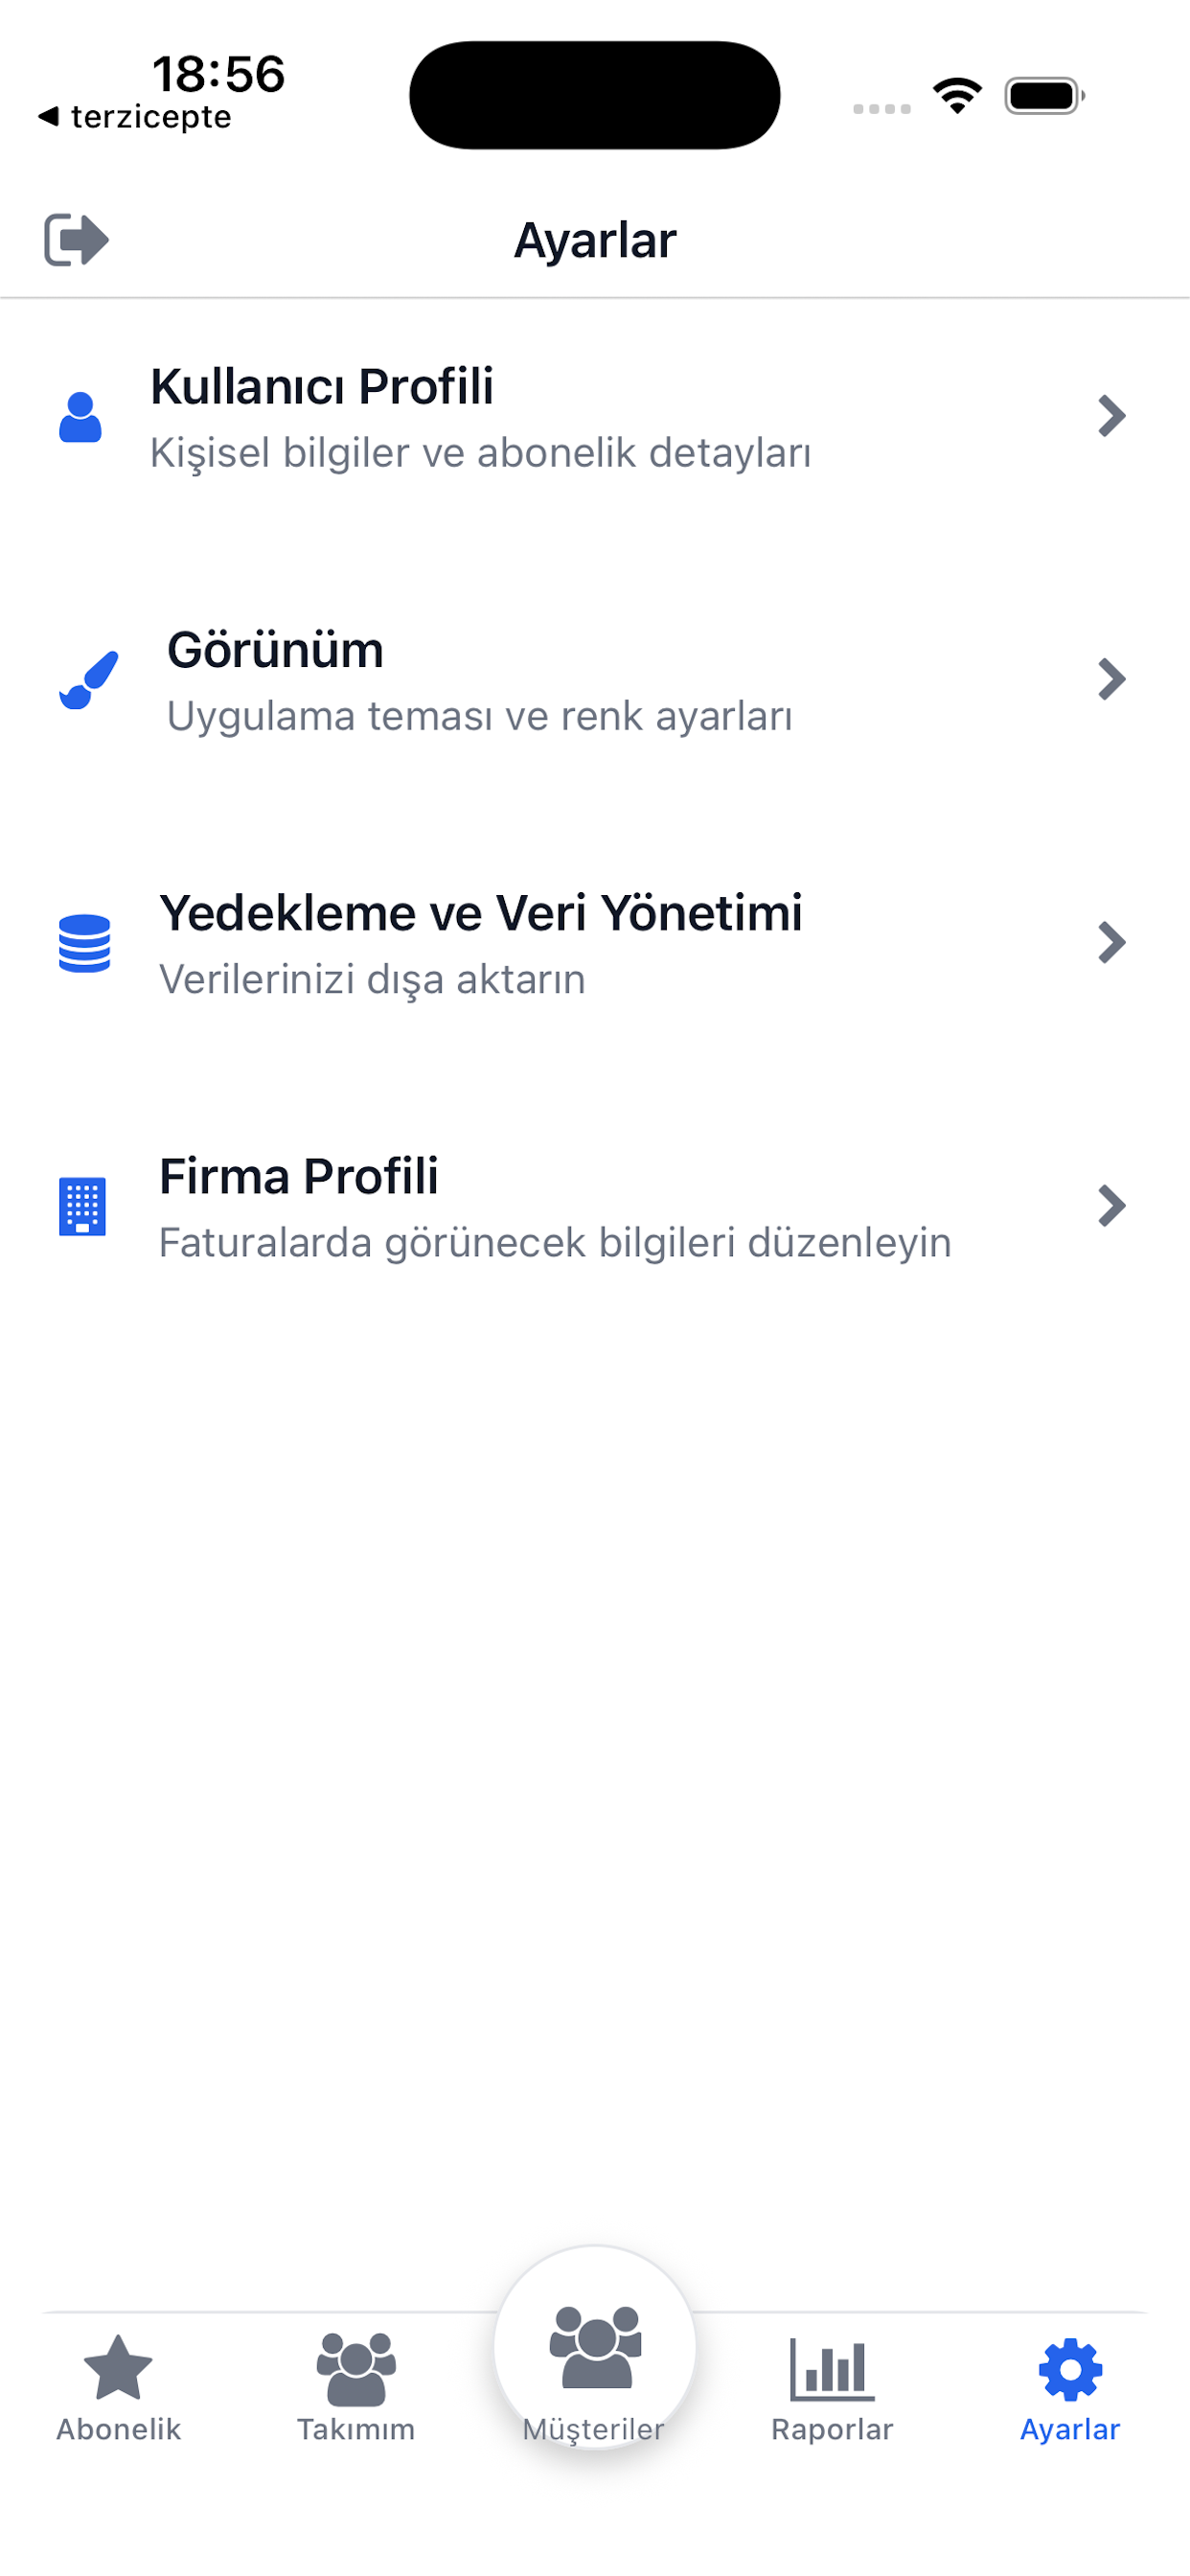 18:56
◀ terzicepte
Ayarlar
Kullanıcı Profili
Kişisel bilgiler ve abonelik detayları
Görünüm
Uygulama teması ve renk ayarları
Yedekleme ve Veri Yönetimi
Verilerinizi dışa aktarın
Firma Profili
Faturalarda görünecek bilgileri düzenleyin
Abonelik
Takımım
Müşteriler
Raporlar
Ayarlar